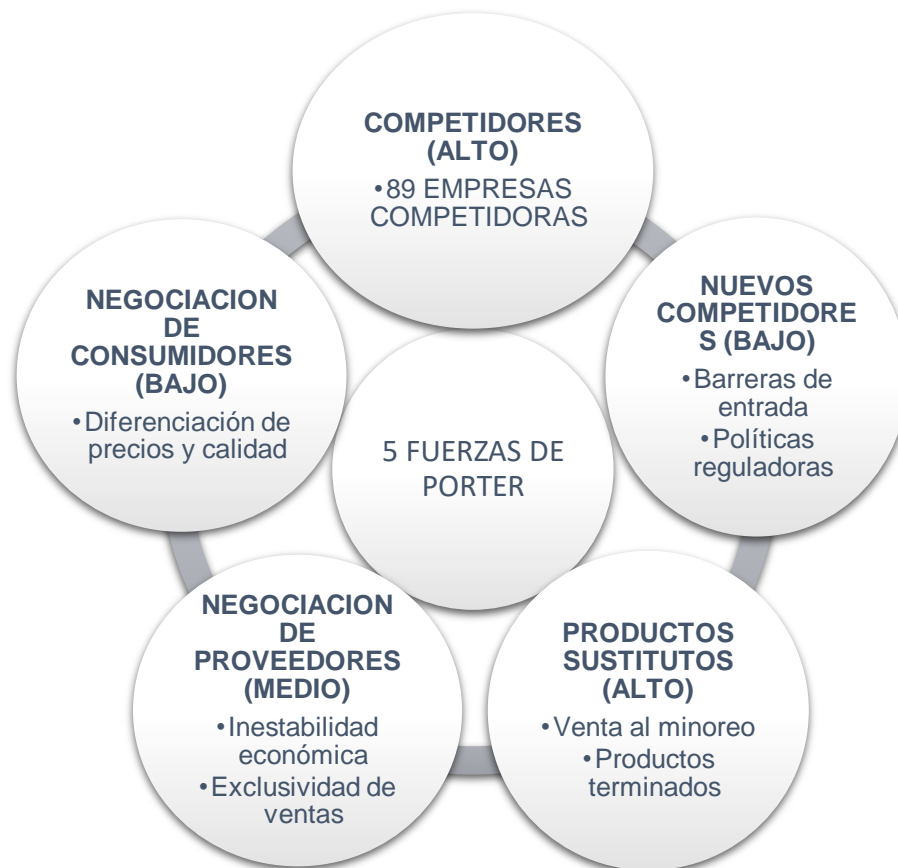 COMPETIDORES
(ALTO)
•89 EMPRESAS
COMPETIDORAS
NUEVOS
COMPETIDORE
S (BAJO)
•Barreras de
entrada
•Políticas
reguladoras
PRODUCTOS
SUSTITUTOS
(ALTO)
•Venta al minoreo
•Productos
terminados
NEGOCIACION
DE
PROVEEDORES
(MEDIO)
•Inestabilidad
económica
•Exclusividad de
ventas
NEGOCIACION
DE
CONSUMIDORES
(BAJO)
•Diferenciación de
precios y calidad
5 FUERZAS DE
PORTER